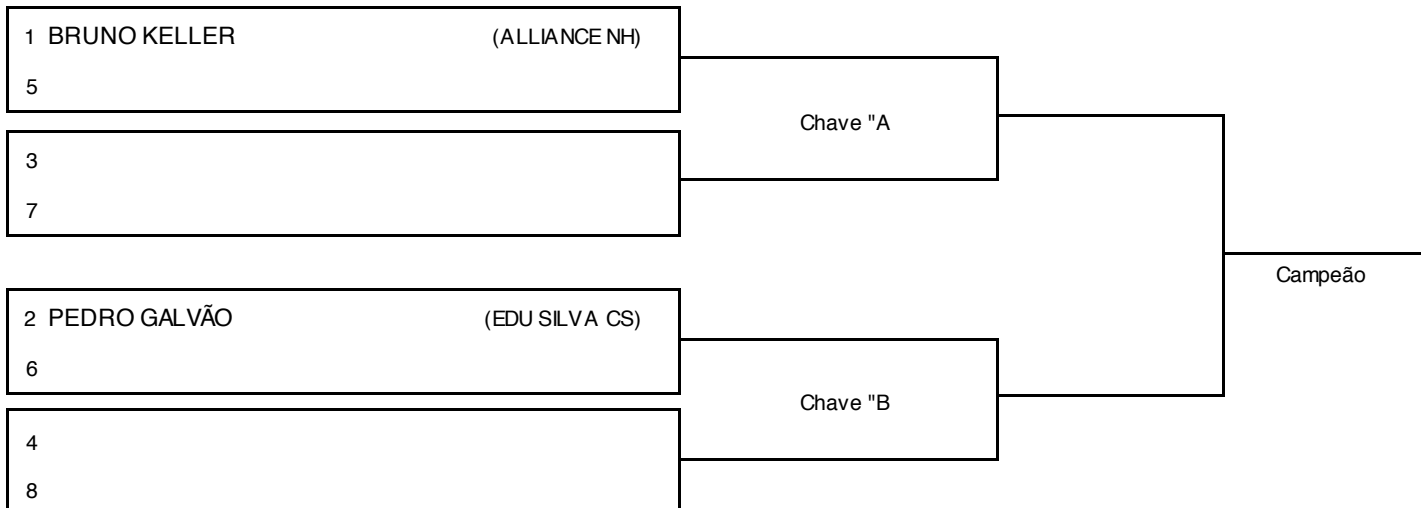 1 BRUNO KELLER (ALLIANCE NH)
5
Chave "A
3
7
Campeão
2 PEDRO GALVÃO (EDU SILVA CS)
6
Chave "B
4
8